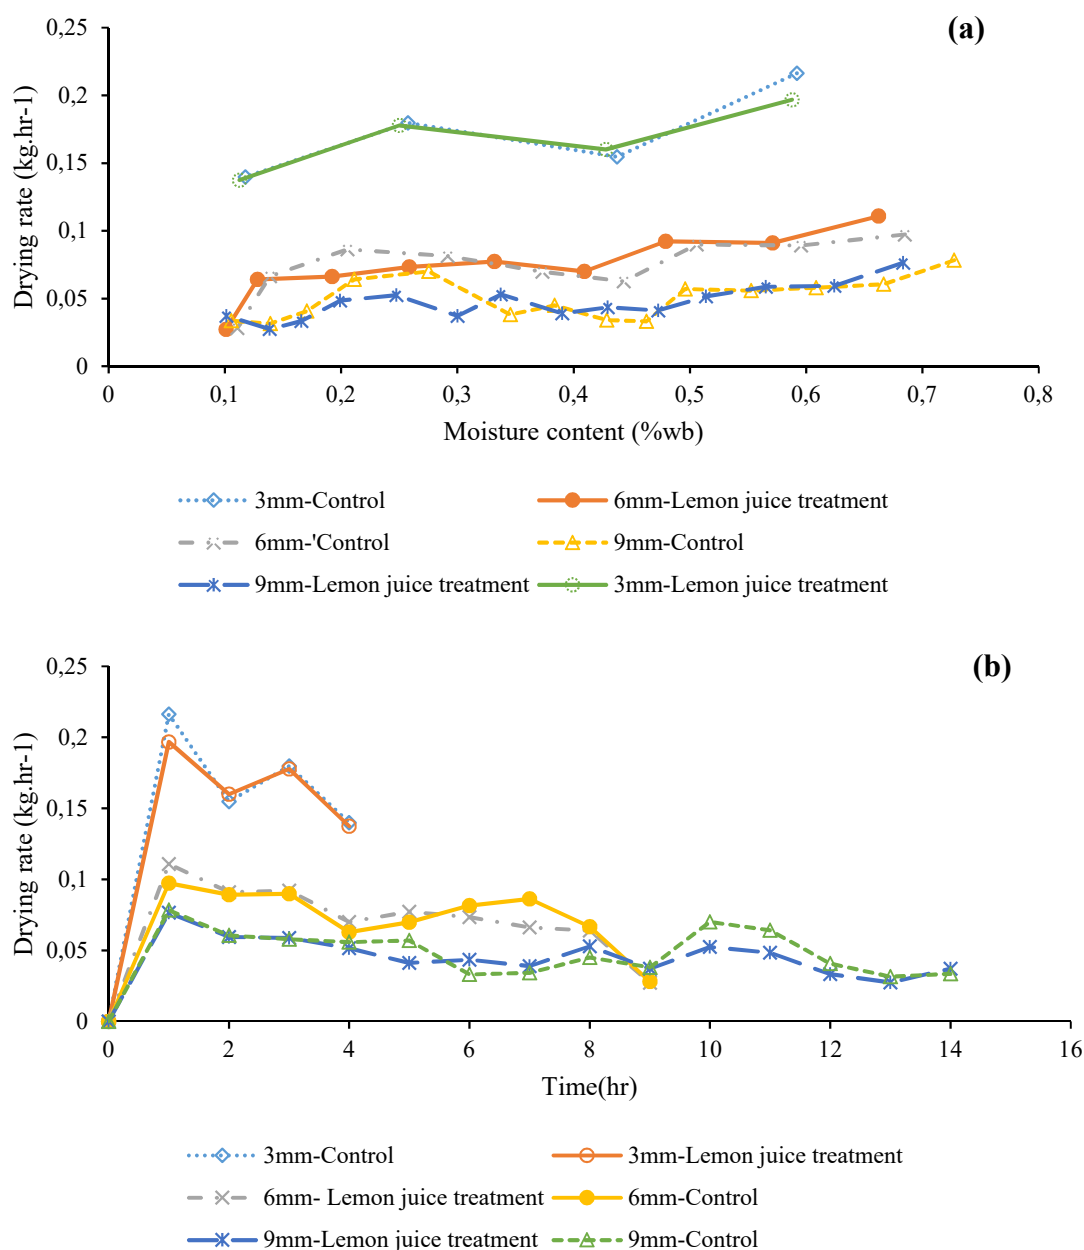 (a)
0,25
0,2
0,15
0,1
0,05
0
Drying rate (kg.hr-1)
0 0,1 0,2 0,3 0,4 0,5 0,6 0,7 0,8
Moisture content (%wb)
3mm-Control 6mm-Lemon juice treatment
6mm-'Control 9mm-Control
9mm-Lemon juice treatment 3mm-Lemon juice treatment
(b)
0,25
0,2
0,15
0,1
0,05
0
Drying rate (kg.hr-1)
0 2 4 6 8 10 12 14 16
Time(hr)
3mm-Control 3mm-Lemon juice treatment
6mm- Lemon juice treatment 6mm-Control
9mm-Lemon juice treatment 9mm-Control